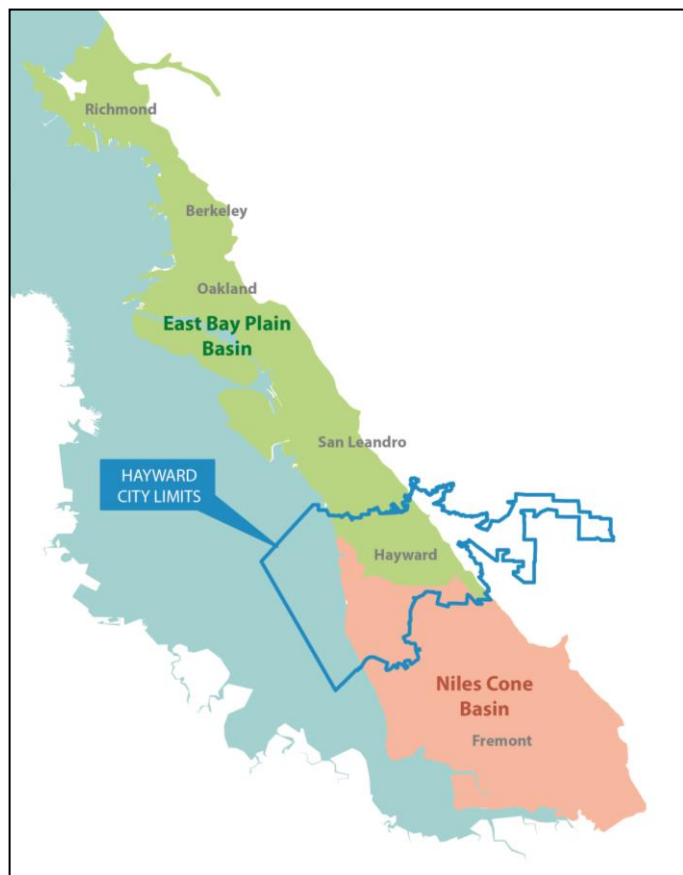 Richmond
Berkeley
Oakland
East Bay Plain
Basin
San Leandro
HAYWARD
CITY LIMITS
Hayward
Niles Cone
Basin
Fremont